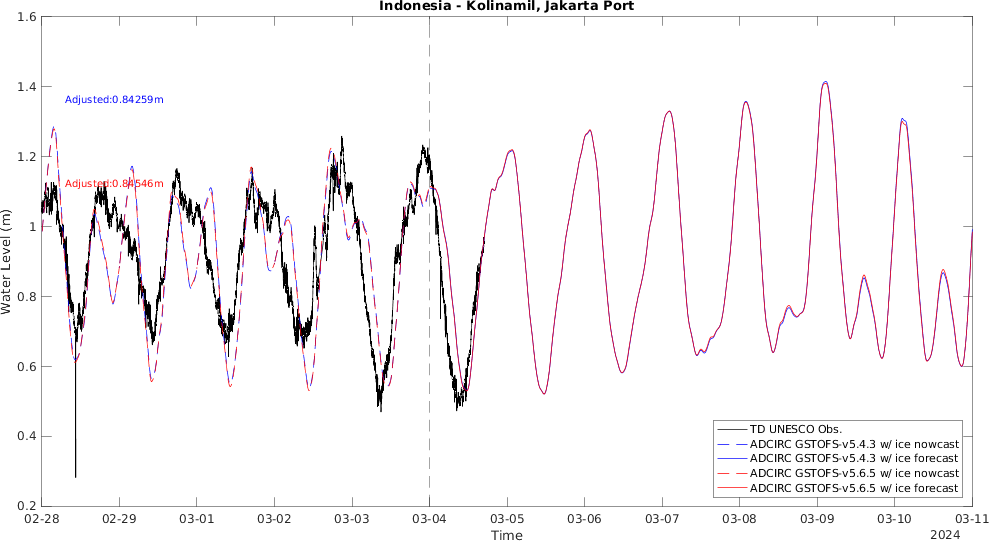 Indonesia - Kolinamil, Jakarta Port
Water Level (m)
1.6
1.4
1.2
1
0.8
0.6
0.4
0.2
Adjusted:0.84259m
Adjusted:0.84546m
TD UNESCO Obs.
ADCIRC GSTOFS-v5.4.3 w/ ice nowcast
ADCIRC GSTOFS-v5.4.3 w/ ice forecast
ADCIRC GSTOFS-v5.6.5 w/ ice nowcast
ADCIRC GSTOFS-v5.6.5 w/ ice forecast
02-28 02-29 03-01 03-02 03-03 03-04 03-05 03-06 03-07 03-08 03-09 03-10 03-11
Time
2024